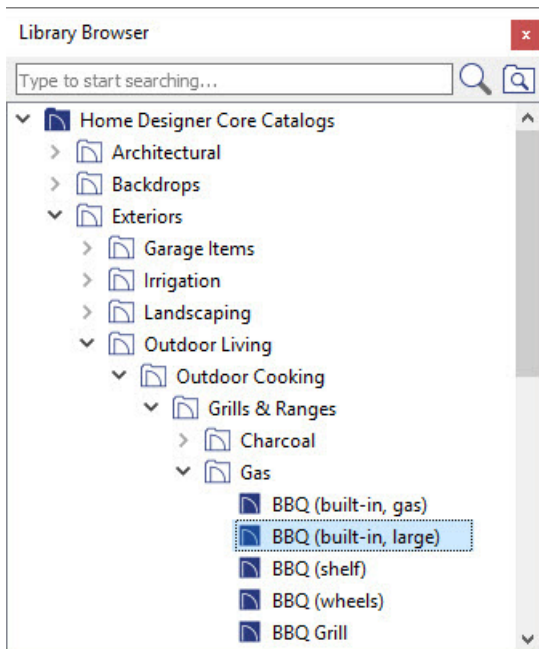 Library Browser
x
Type to start searching...
Home Designer Core Catalogs
Architectural
Backdrops
Exteriors
Garage Items
Irrigation
Landscaping
Outdoor Living
Outdoor Cooking
Grills & Ranges
Charcoal
Gas
BBQ (built-in, gas)
BBQ (built-in, large)
BBQ (shelf)
BBQ (wheels)
BBQ Grill